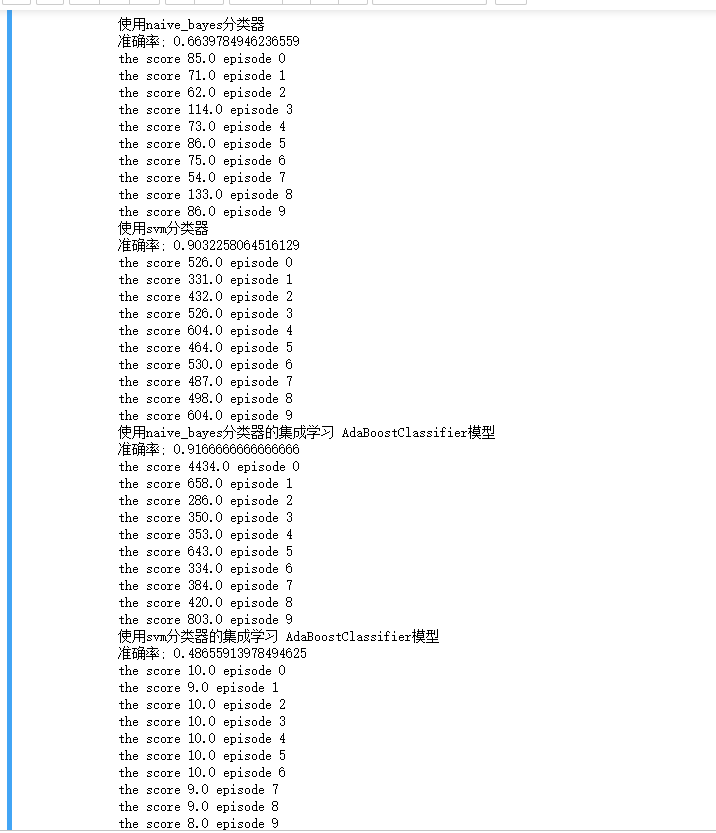 使用naive_bayes分类器
准确率：0.6639784946236559
the score 85.0 episode 0
the score 71.0 episode 1
the score 62.0 episode 2
the score 114.0 episode 3
the score 73.0 episode 4
the score 86.0 episode 5
the score 75.0 episode 6
the score 54.0 episode 7
the score 133.0 episode 8
the score 86.0 episode 9
使用svm分类器
准确率：0.9032258064516129
the score 526.0 episode 0
the score 331.0 episode 1
the score 432.0 episode 2
the score 526.0 episode 3
the score 604.0 episode 4
the score 464.0 episode 5
the score 530.0 episode 6
the score 487.0 episode 7
the score 498.0 episode 8
the score 604.0 episode 9
使用naive_bayes分类器的集成学习 AdaBoostClassifier模型
准确率：0.9166666666666666
the score 4434.0 episode 0
the score 658.0 episode 1
the score 286.0 episode 2
the score 350.0 episode 3
the score 353.0 episode 4
the score 643.0 episode 5
the score 334.0 episode 6
the score 384.0 episode 7
the score 420.0 episode 8
the score 803.0 episode 9
使用svm分类器的集成学习 AdaBoostClassifier模型
准确率：0.48655913978494625
the score 10.0 episode 0
the score 9.0 episode 1
the score 10.0 episode 2
the score 10.0 episode 3
the score 10.0 episode 4
the score 10.0 episode 5
the score 10.0 episode 6
the score 9.0 episode 7
the score 9.0 episode 8
the score 8.0 episode 9